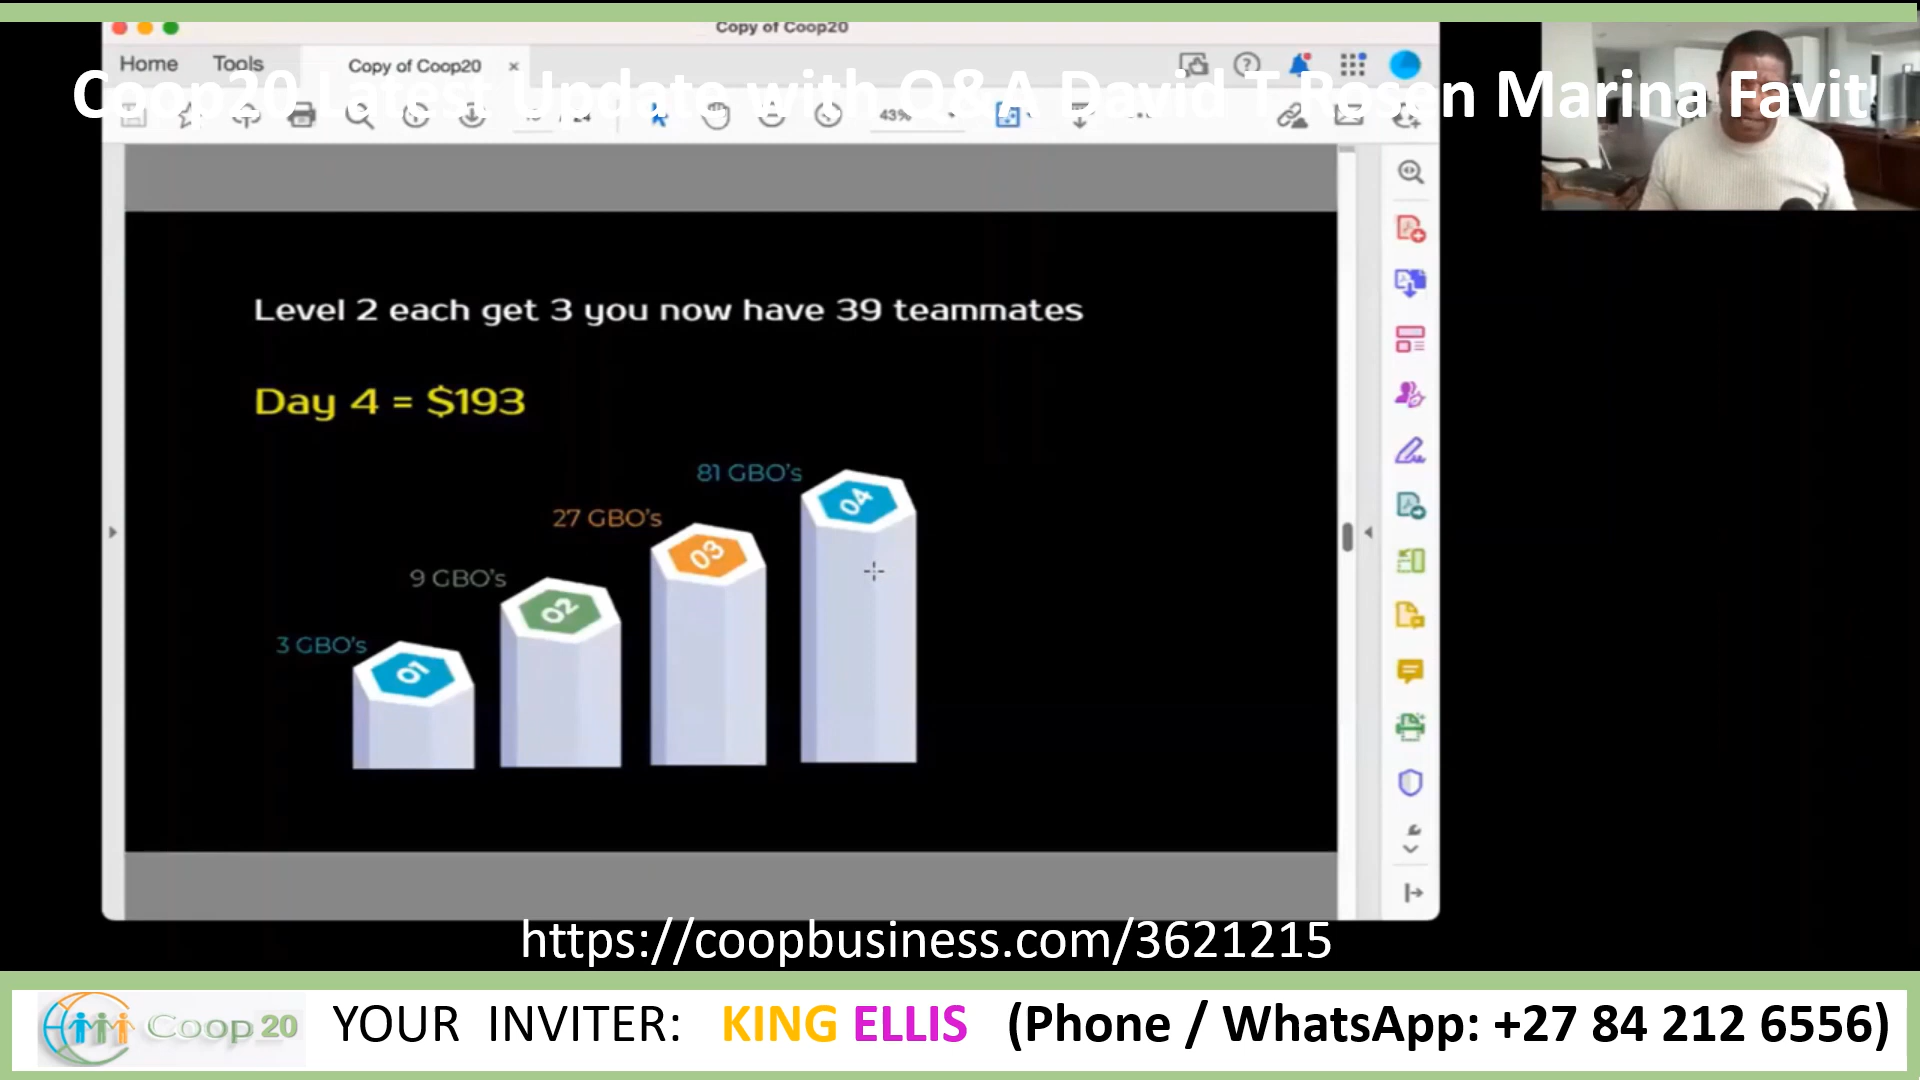 Copy of Coop20
Home Tools Copy of Coop20 ×
Coop20 Latest Update with Q&A David T Rosen Marina Favit
43%
Level 2 each get 3 you now have 39 teammates
Day 4 = $193
81 GBO's
04
27 GBO's
03
9 GBO's
02
3 GBO's
01
https://coopbusiness.com/3621215
Coop 20 YOUR INVITER: KING ELLIS (Phone / WhatsApp: +27 84 212 6556)